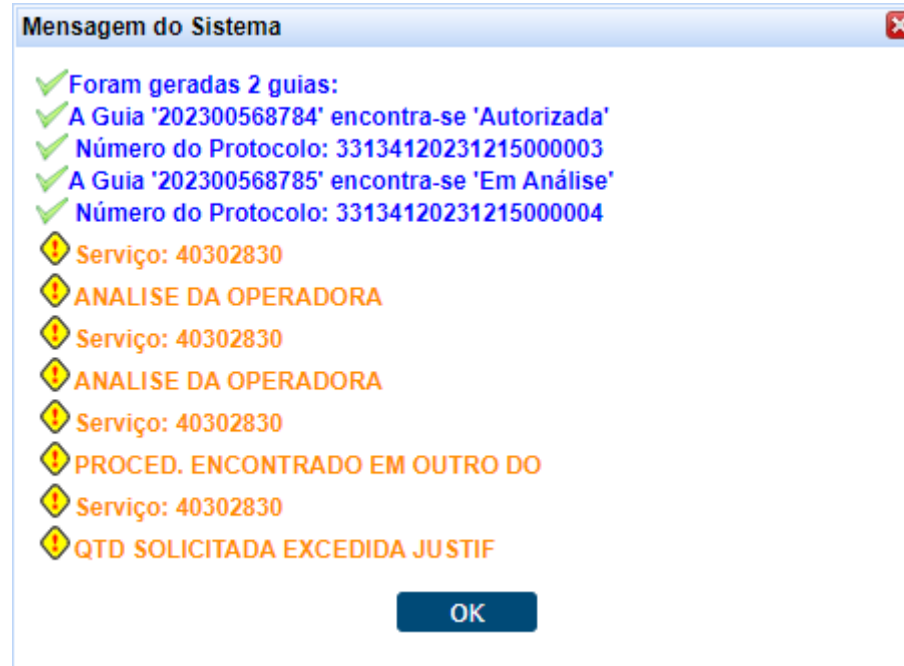 Mensagem do Sistema
Foram geradas 2 guias:
A Guia '202300568784' encontra-se 'Autorizada'
Número do Protocolo: 33134120231215000003
A Guia '202300568785' encontra-se 'Em Análise'
Número do Protocolo: 33134120231215000004
Serviço: 40302830
ANALISE DA OPERADORA
Serviço: 40302830
ANALISE DA OPERADORA
Serviço: 40302830
PROCED. ENCONTRADO EM OUTRO DO
Serviço: 40302830
QTD SOLICITADA EXCEDIDA JUSTIF
OK